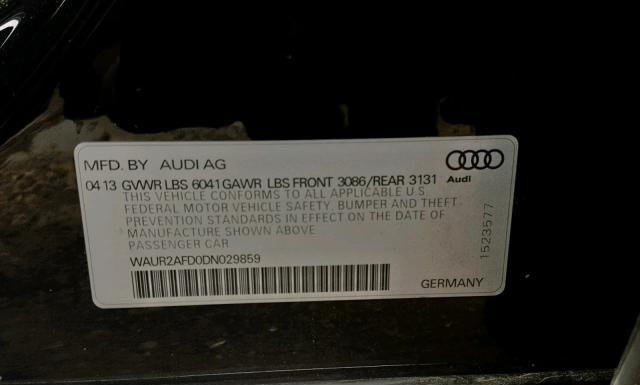 MFD. BY AUDI AG
04 13 GVWR LBS 6041 GAWR LBS FRONT 3086/REAR 3131
THIS VEHICLE CONFORMS TO ALL APPLICABLE U.S
FEDERAL MOTOR VEHICLE SAFETY, BUMPER AND THEFT
PREVENTION STANDARDS IN EFFECT ON THE DATE OF
MANUFACTURE SHOWN ABOVE
PASSENGER CAR
WAUR2AFD0DN029859
Audi
1523577
GERMANY